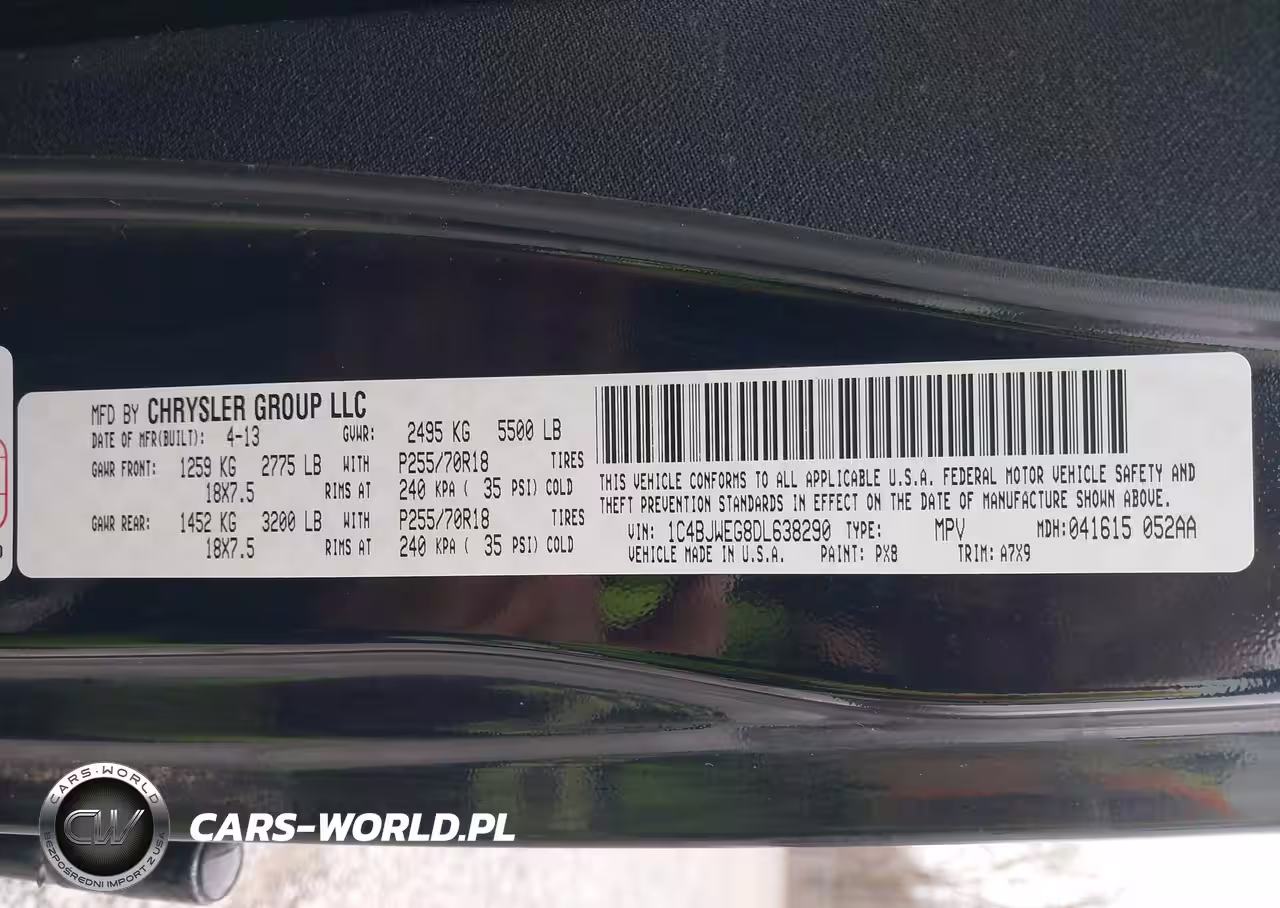 MFD BY CHRYSLER GROUP LLC
DATE OF MFR(BUILT): 4-13 GVWR: 2495 KG 5500 LB
GAWR FRONT: 1259 KG 2775 LB WITH P255/70R18 TIRES
18X7.5 RIMS AT 240 KPA ( 35 PSI) COLD
GAWR REAR: 1452 KG 3200 LB WITH P255/70R18 TIRES
18X7.5 RIMS AT 240 KPA ( 35 PSI) COLD
THIS VEHICLE CONFORMS TO ALL APPLICABLE U.S.A. FEDERAL MOTOR VEHICLE SAFETY AND
THEFT PREVENTION STANDARDS IN EFFECT ON THE DATE OF MANUFACTURE SHOWN ABOVE.
VIN: 1C4BJWEG8DL638290 TYPE: MPV MDH:041615 052AA
VEHICLE MADE IN U.S.A. PAINT: PX8 TRIM: A7X9
CARS-WORLD
CW
BEZPOŚREDNI IMPORT Z USA
CARS-WORLD.PL